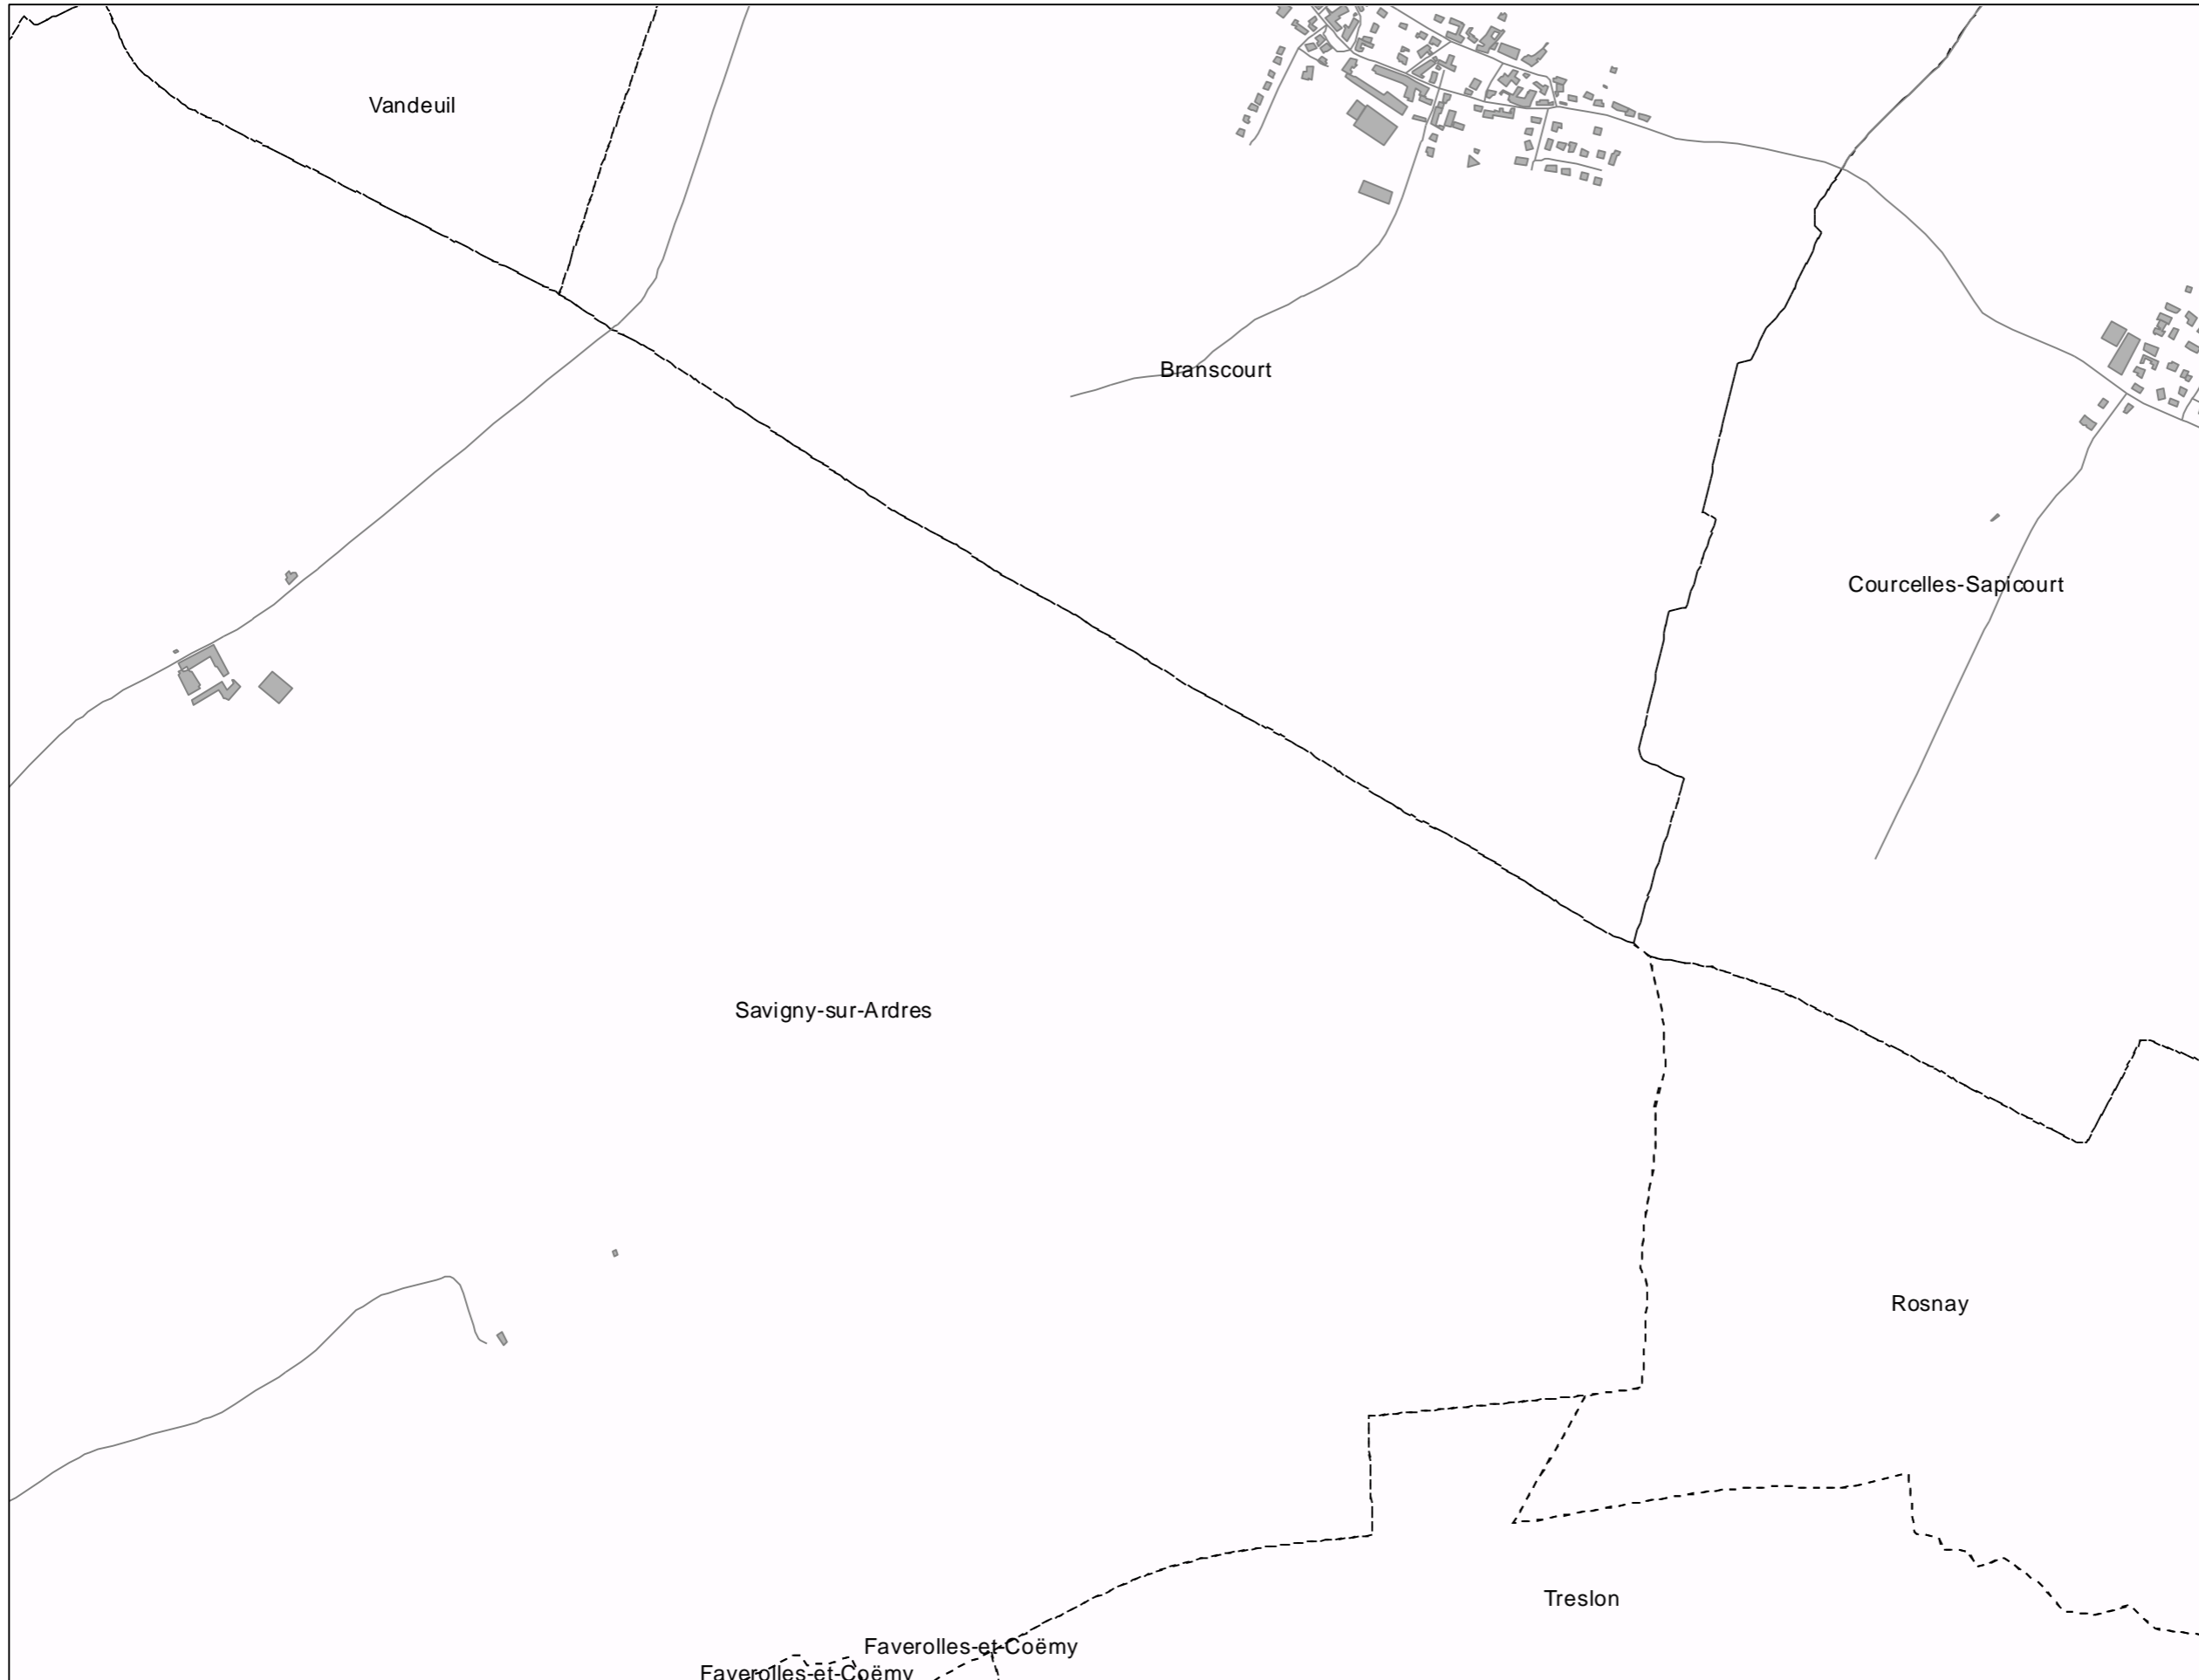 Vandeuil
Branscourt
Courcelles-Sapicourt
Savigny-sur-Ardres
Rosnay
Treslon
Faverolles-et-Coëmy
Faverolles-et-Coëmy